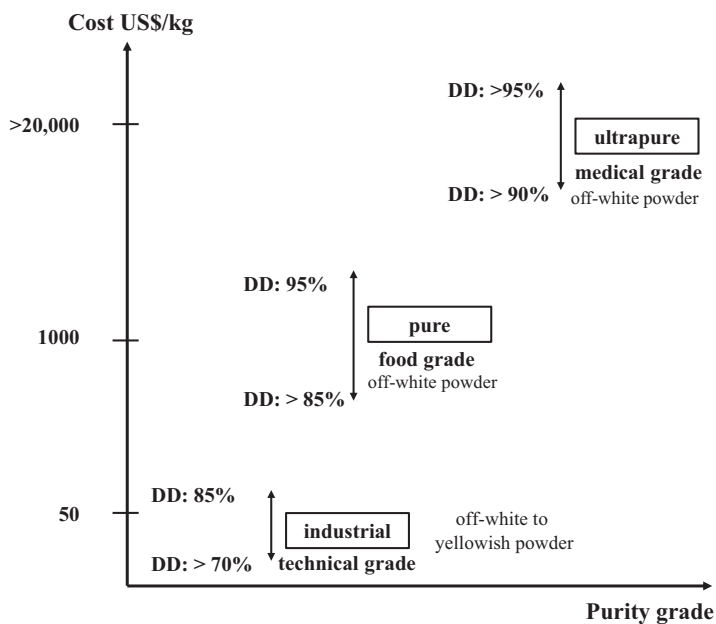 Cost US$/kg
DD: >95%
>20,000
ultrapure
medical grade
DD: > 90%
off-white powder
DD: 95%
pure
1000
food grade
off-white powder
DD: > 85%
DD: 85%
50
industrial
off-white to
yellowish powder
DD: > 70%
technical grade
Purity grade